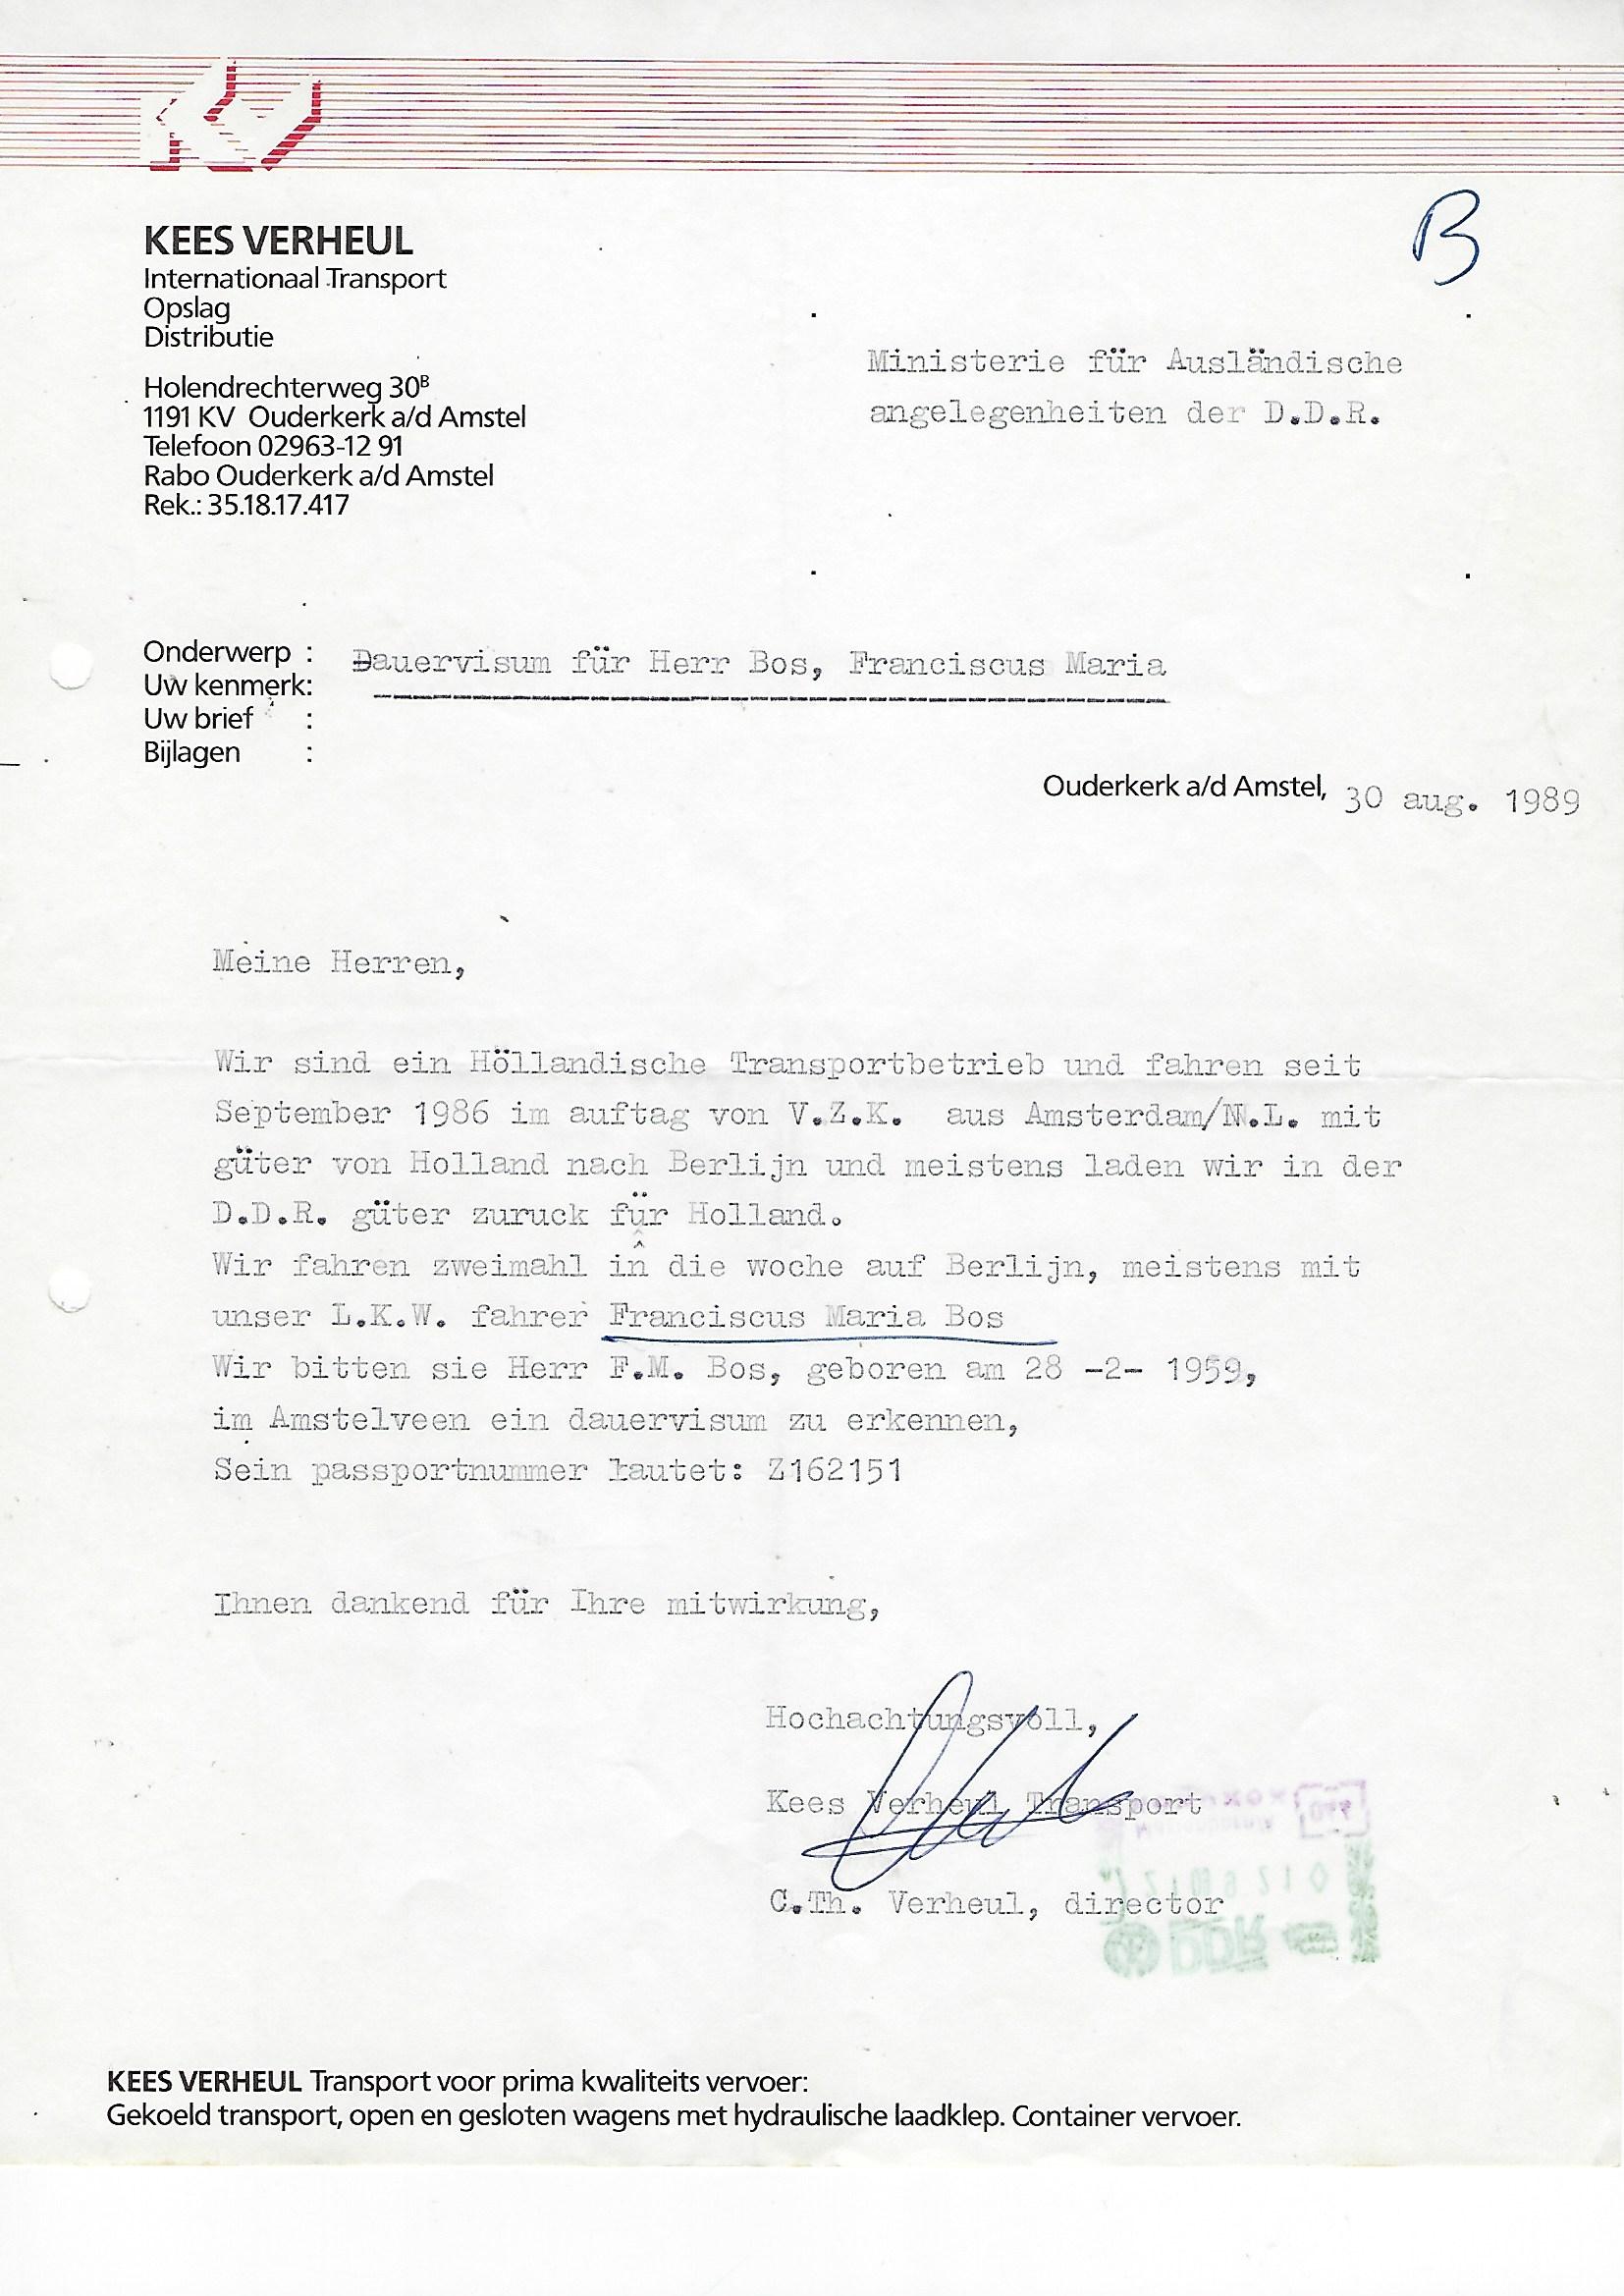 KEES VERHEUL
Internationaal Transport
Opslag
Distributie
Holendrechterweg 30B
1191 KV Ouderkerk a/d Amstel
Telefoon 02963-12 91
Rabo Ouderkerk a/d Amstel
Rek.: 35.18.17.417
B
Ministerie für Ausländische
angelegenheiten der D.D.R.
Onderwerp : Dauervisum für Herr Bos, Franciscus Maria
Uw kenmerk:
Uw brief :
Bijlagen :
Ouderkerk a/d Amstel, 30 aug. 1989
Meine Herren,
Wir sind ein Höllandische Transportbetrieb und fahren seit
September 1986 im auftag von V.Z.K. aus Amsterdam/N.L. mit
güter von Holland nach Berlijn und meistens laden wir in der
D.D.R. güter zuruck für Holland.
Wir fahren zweimahl in die woche auf Berlijn, meistens mit
unser L.K.W. fahrer Franciscus Maria Bos
Wir bitten sie Herr F.M. Bos, geboren am 28 -2- 1959,
im Amstelveen ein dauervisum zu erkennen,
Sein passportnummer lautet: Z162151
Ihnen dankend für Ihre mitwirkung,
Hochachtungsvoll,
Kees Verheul Transport
C.Th. Verheul, director
DDR
KEES VERHEUL Transport voor prima kwaliteits vervoer:
Gekoeld transport, open en gesloten wagens met hydraulische laadklep. Container vervoer.